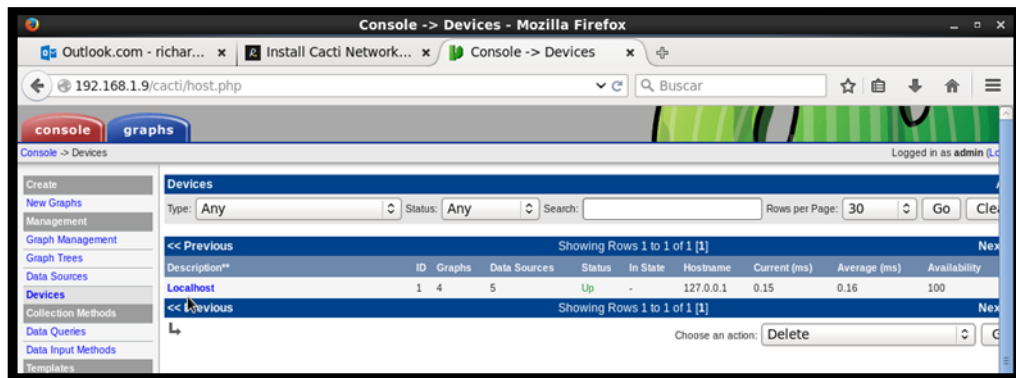 Console -> Devices - Mozilla Firefox
Outlook.com - richar... x Install Cacti Network... x Console -> Devices x
192.168.1.9/cacti/host.php Buscar
console graphs
Console -> Devices Logged in as admin (Lo
Create
New Graphs
Management
Graph Management
Graph Trees
Data Sources
Devices
Collection Methods
Data Queries
Data Input Methods
Templates
Devices
Type: Any Status: Any Search: Rows per Page: 30 Go Clea
<< Previous Showing Rows 1 to 1 of 1 [1] Nex
Description** ID Graphs Data Sources Status In State Hostname Current (ms) Average (ms) Availability
Localhost 1 4 5 Up - 127.0.0.1 0.15 0.16 100
<< Previous Showing Rows 1 to 1 of 1 [1] Nex
Choose an action: Delete G